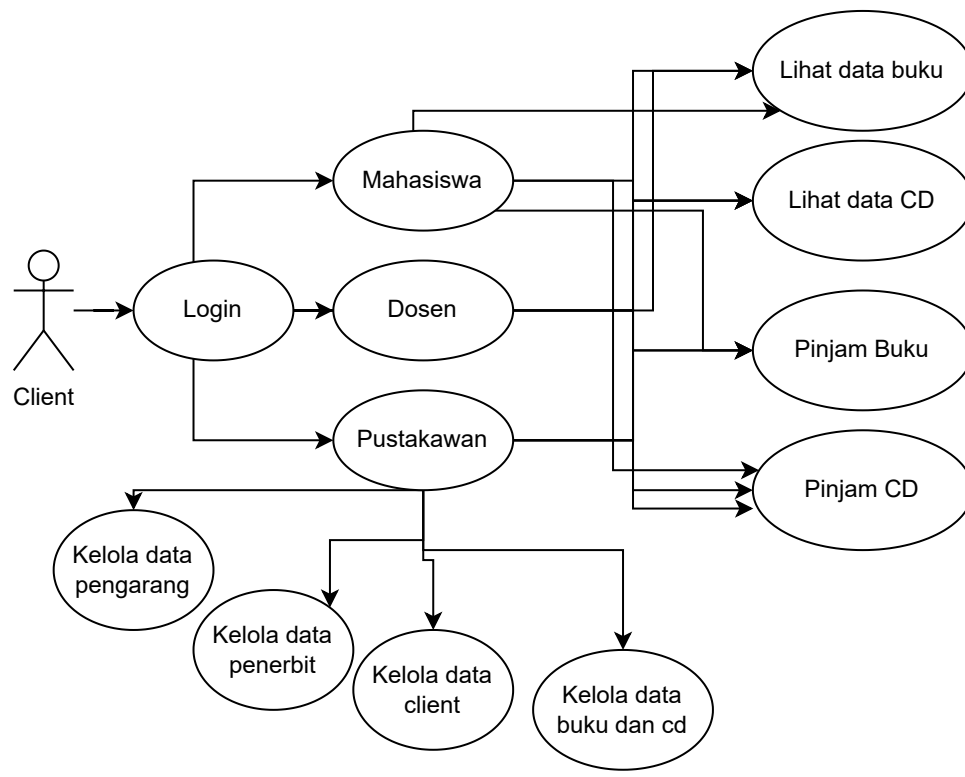 Lihat data buku
Mahasiswa
Lihat data CD
Login
Dosen
Pinjam Buku
Client
Pustakawan
Pinjam CD
Kelola data
pengarang
Kelola data
penerbit
Kelola data
client
Kelola data
buku dan cd